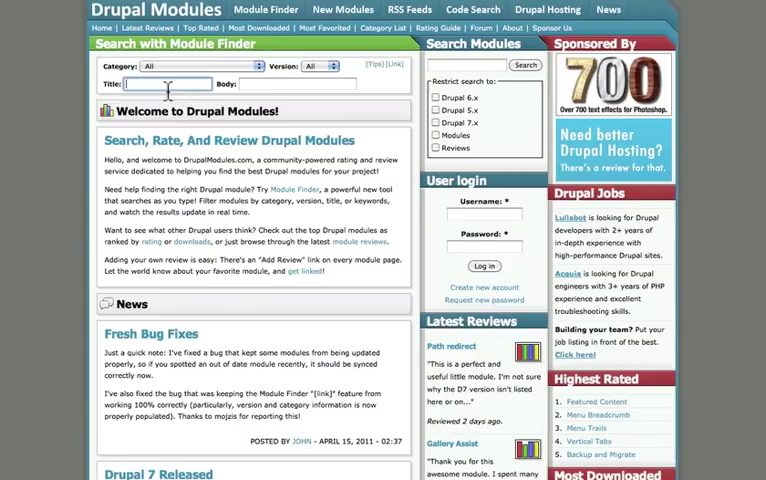 Drupal Modules
Module Finder New Modules RSS Feeds Code Search Drupal Hosting News
Home | Latest Reviews | Top Rated | Most Downloaded | Most Favorited | Category List | Rating Guide | Forum | About | Sponsor Us
Search with Module Finder
Category: All Version: All [Tips] [Link]
Title: Body:
Welcome to Drupal Modules!
Search, Rate, And Review Drupal Modules
Hello, and welcome to DrupalModules.com, a community-powered rating and review
service dedicated to helping you find the best Drupal modules for your project!
Need help finding the right Drupal module? Try Module Finder, a powerful new tool
that searches as you type! Filter modules by category, version, title, or keywords,
and watch the results update in real time.
Want to see what other Drupal users think? Check out the top Drupal modules as
ranked by rating or downloads, or just browse through the latest module reviews.
Adding your own review is easy: There's an "Add Review" link on every module page.
Let the world know about your favorite module, and get linked!
News
Fresh Bug Fixes
Just a quick note: I've fixed a bug that kept some modules from being updated
properly, so if you spotted an out of date module recently, it should be synced
correctly now.
I've also fixed the bug that was keeping the Module Finder "[link]" feature from
working 100% correctly (particularly, version and category information is now
properly populated). Thanks to mojzis for reporting this!
POSTED BY JOHN - APRIL 15, 2011 - 02:37
Drupal 7 Released
Search Modules
Search
Restrict search to:
Drupal 6.x
Drupal 5.x
Drupal 7.x
Modules
Reviews
User login
Username: *
Password: *
Log in
Create new account
Request new password
Latest Reviews
Path redirect
"This is a perfect and
useful little module. I'm not sure
why the D7 version isn't listed
here or on..."
Reviewed 2 days ago.
Gallery Assist
"Thank you for this
awesome module. I spent many
Sponsored By
700
Over 700 text effects for Photoshop.
Need better
Drupal Hosting?
There's a review for that.
Drupal Jobs
Lullabot is looking for Drupal
developers with 2+ years of
in-depth experience with
high-performance Drupal sites.
Acquia is looking for Drupal
engineers with 3+ years of PHP
experience and excellent
troubleshooting skills.
Building your team? Put your
job listing in front of the best.
Click here!
Highest Rated
1. Featured Content
2. Menu Breadcrumb
3. Menu Trails
4. Vertical Tabs
5. Backup and Migrate
Most Downloaded